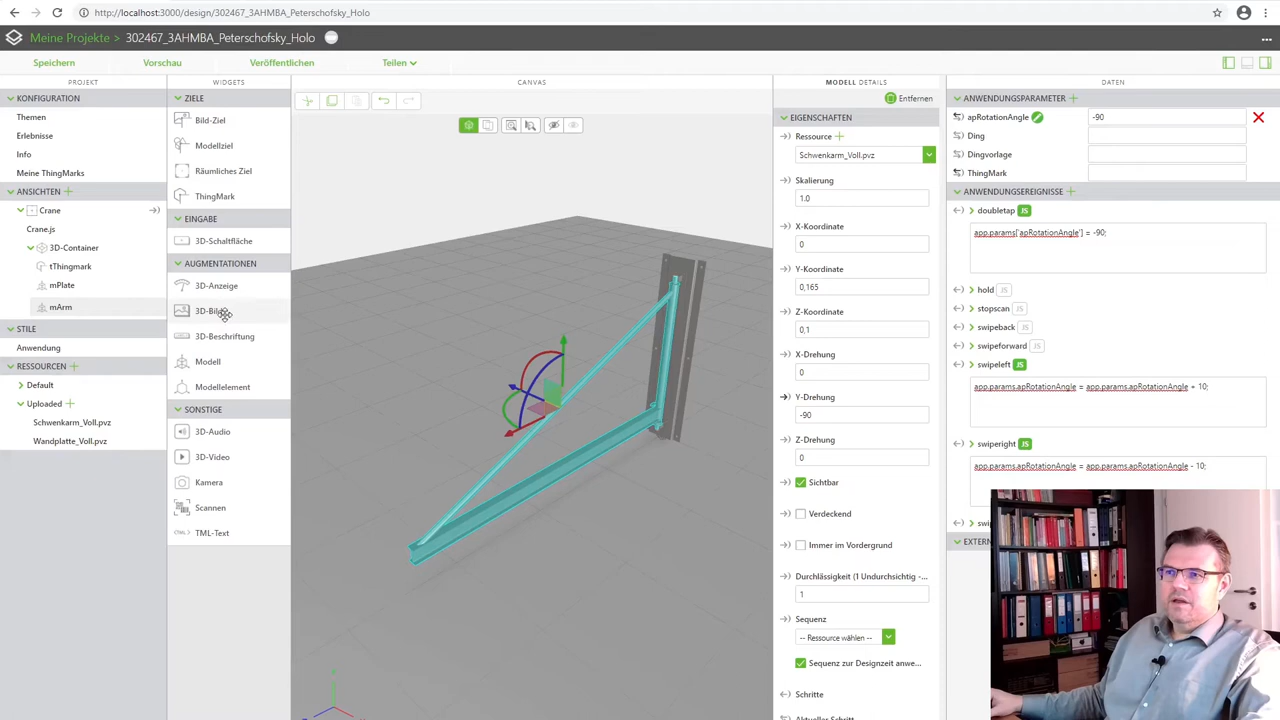 http://localhost:3000/design/302467_3AHMBA_Peterschofsky_Holo
Meine Projekte > 302467_3AHMBA_Peterschofsky_Holo
Speichern Vorschau Veröffentlichen Teilen
PROJEKT
KONFIGURATION
Themen
Erlebnisse
Info
Meine ThingMarks
ANSICHTEN
Crane
Crane.js
3D-Container
tThingmark
mPlate
mArm
STILE
Anwendung
RESSOURCEN
Default
Uploaded
Schwenkarm_Voll.pvz
Wandplatte_Voll.pvz
WIDGETS
ZIELE
Bild-Ziel
Modellziel
Räumliches Ziel
ThingMark
EINGABE
3D-Schaltfläche
AUGMENTATIONEN
3D-Anzeige
3D-Bild
3D-Beschriftung
Modell
Modellelement
SONSTIGE
3D-Audio
3D-Video
Kamera
Scannen
TML-Text
CANVAS
MODELL DETAILS
Entfernen
EIGENSCHAFTEN
Ressource
Schwenkarm_Voll.pvz
Skalierung
1.0
X-Koordinate
0
Y-Koordinate
0,165
Z-Koordinate
0,1
X-Drehung
0
Y-Drehung
-90
Z-Drehung
0
Sichtbar
Verdeckend
Immer im Vordergrund
Durchlässigkeit (1 Undurchsichtig -...
1
Sequenz
-- Ressource wählen --
Sequenz zur Designzeit anwe...
Schritte
Aktueller Schritt
DATEN
ANWENDUNGSPARAMETER
apRotationAngle -90
Ding
Dingvorlage
ThingMark
ANWENDUNGSEREIGNISSE
doubletap JS
app.params['apRotationAngle'] = -90;
hold JS
stopscan JS
swipeback JS
swipeforward JS
swipeleft JS
app.params.apRotationAngle = app.params.apRotationAngle + 10;
swiperight JS
app.params.apRotationAngle = app.params.apRotationAngle - 10;